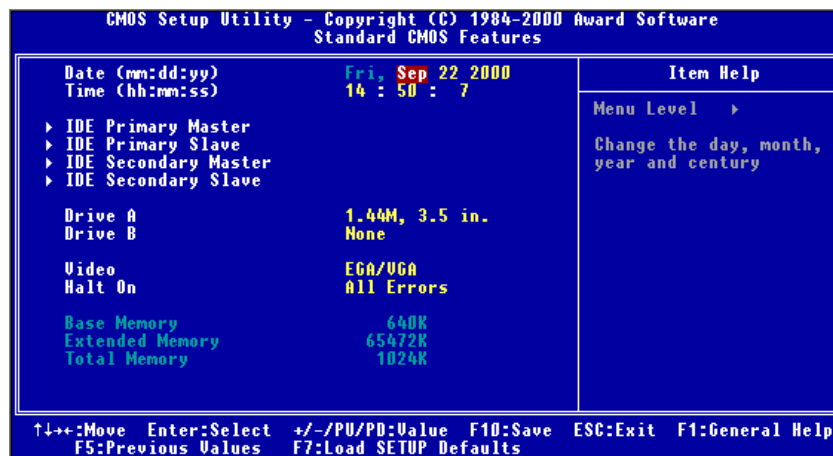 CMOS Setup Utility - Copyright (C) 1984-2000 Award Software
Standard CMOS Features
Date (mm:dd:yy) Fri, Sep 22 2000
Time (hh:mm:ss) 14 : 50 : 7
Item Help
Menu Level ▸
Change the day, month,
year and century
▸ IDE Primary Master
▸ IDE Primary Slave
▸ IDE Secondary Master
▸ IDE Secondary Slave
Drive A 1.44M, 3.5 in.
Drive B None
Video EGA/VGA
Halt On All Errors
Base Memory 640K
Extended Memory 65472K
Total Memory 1024K
↑↓→←:Move Enter:Select +/-/PU/PD:Value F10:Save ESC:Exit F1:General Help
F5:Previous Values F7:Load SETUP Defaults